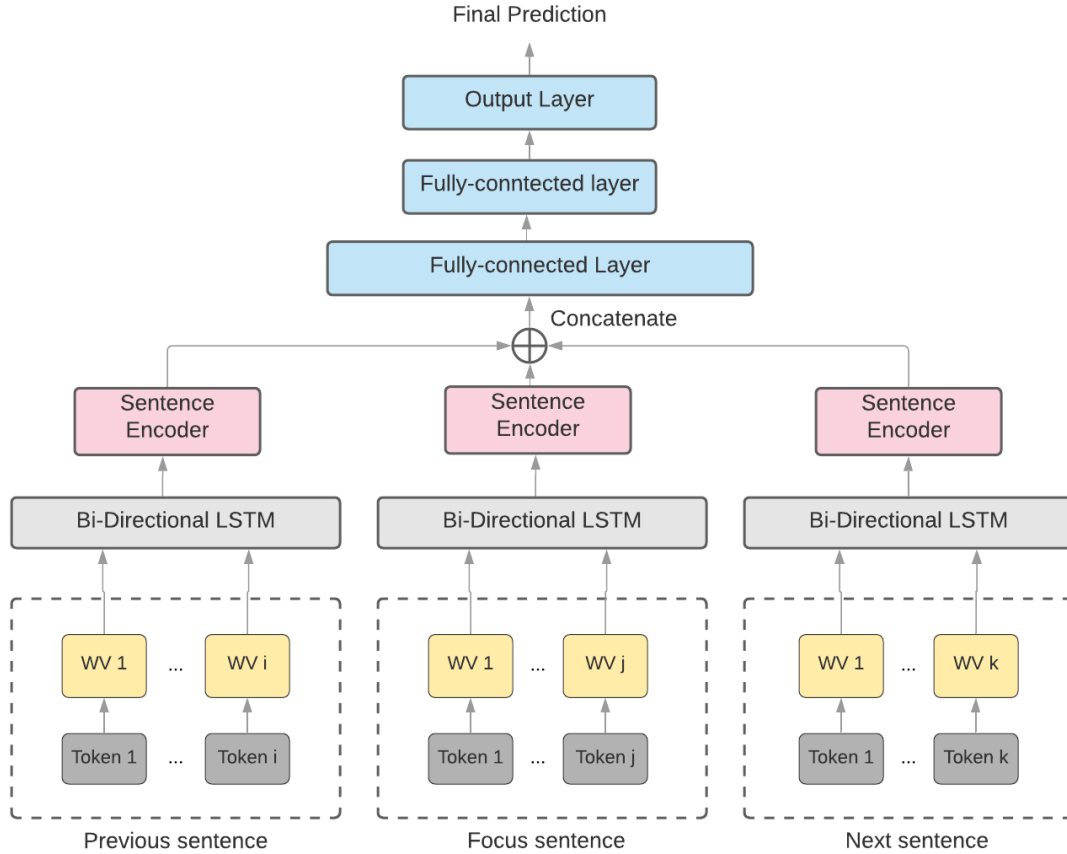 Final Prediction
Output Layer
Fully-conntected layer
Fully-connected Layer
Concatenate
Sentence
Encoder
Sentence
Encoder
Sentence
Encoder
Bi-Directional LSTM
Bi-Directional LSTM
Bi-Directional LSTM
WV 1 ... WV i
WV 1 ... WV j
WV 1 ... WV k
Token 1 ... Token i
Token 1 ... Token j
Token 1 ... Token k
Previous sentence
Focus sentence
Next sentence